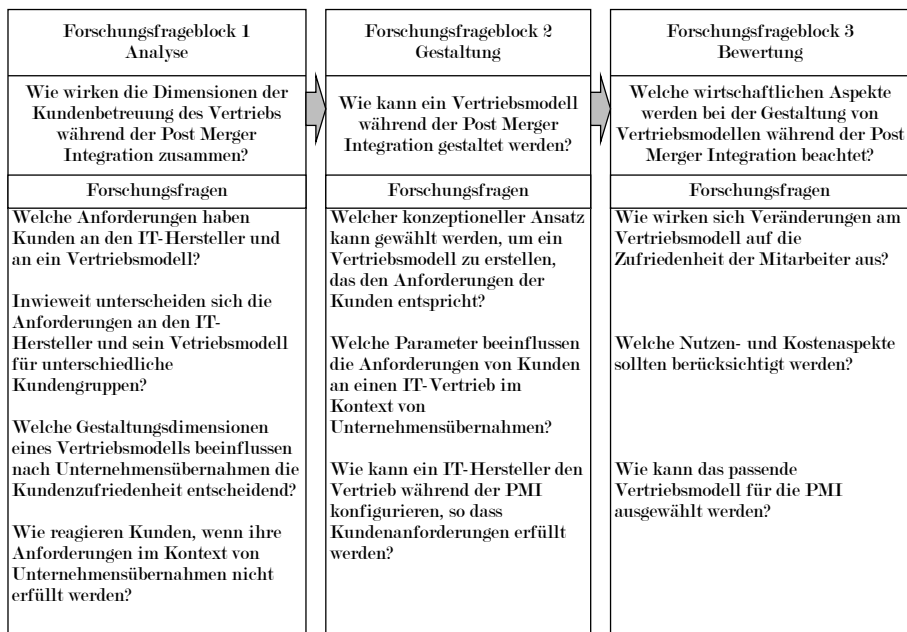 Forschungsfrageblock 1
Analyse
Wie wirken die Dimensionen der
Kundenbetreuung des Vertriebs
während der Post Merger
Integration zusammen?
Forschungsfragen
Welche Anforderungen haben
Kunden an den IT-Hersteller und
an ein Vertriebsmodell?
Inwieweit unterscheiden sich die
Anforderungen an den IT-
Hersteller und sein Vetriebsmodell
für unterschiedliche
Kundengruppen?
Welche Gestaltungsdimensionen
eines Vertriebsmodells beeinflussen
nach Unternehmensübernahmen die
Kundenzufriedenheit entscheidend?
Wie reagieren Kunden, wenn ihre
Anforderungen im Kontext von
Unternehmensübernahmen nicht
erfüllt werden?
Forschungsfrageblock 2
Gestaltung
Wie kann ein Vertriebsmodell
während der Post Merger
Integration gestaltet werden?
Forschungsfragen
Welcher konzeptioneller Ansatz
kann gewählt werden, um ein
Vertriebsmodell zu erstellen,
das den Anforderungen der
Kunden entspricht?
Welche Parameter beeinflussen
die Anforderungen von Kunden
an einen IT-Vertrieb im
Kontext von
Unternehmensübernahmen?
Wie kann ein IT-Hersteller den
Vertrieb während der PMI
konfigurieren, so dass
Kundenanforderungen erfüllt
werden?
Forschungsfrageblock 3
Bewertung
Welche wirtschaftlichen Aspekte
werden bei der Gestaltung von
Vertriebsmodellen während der Post
Merger Integration beachtet?
Forschungsfragen
Wie wirken sich Veränderungen am
Vertriebsmodell auf die
Zufriedenheit der Mitarbeiter aus?
Welche Nutzen- und Kostenaspekte
sollten berücksichtigt werden?
Wie kann das passende
Vertriebsmodell für die PMI
ausgewählt werden?